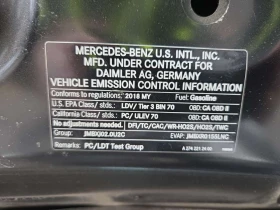 MERCEDES-BENZ U.S. INTL., INC.
MFD. UNDER CONTRACT FOR
DAIMLER AG, GERMANY
VEHICLE EMISSION CONTROL INFORMATION
Conforms to regulations: 2018 MY Fuel: Gasoline
U.S. EPA Class / stds.: LDV/ Tier 3 BIN 70 OBD: CA OBD II
California Class / stds.: PC/ ULEV 70 OBD: CA OBD II
No adjustments needed. DFI/TC/CAC/WR-HO2S/HO2S/TWC
Group: EVAP:
Remarks: PC/LDT Test Group